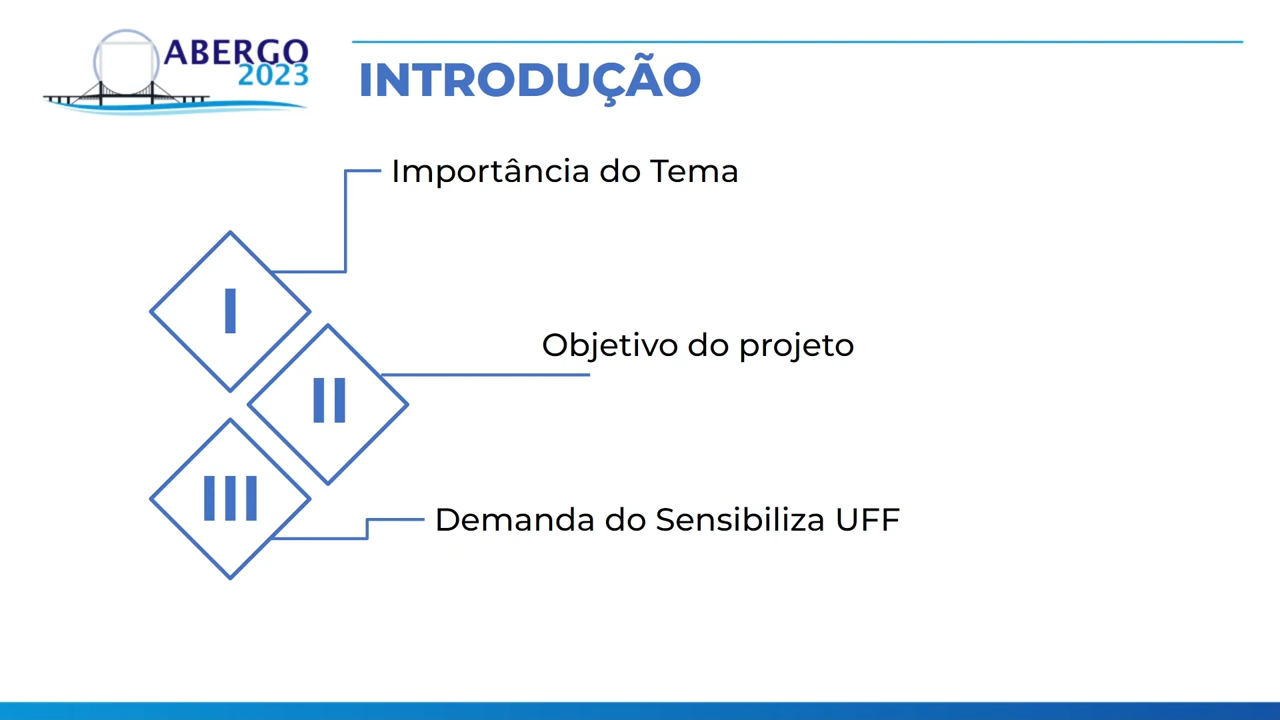 ABERGO
2023
INTRODUÇÃO
Importância do Tema
I
Objetivo do projeto
II
III
Demanda do Sensibiliza UFF